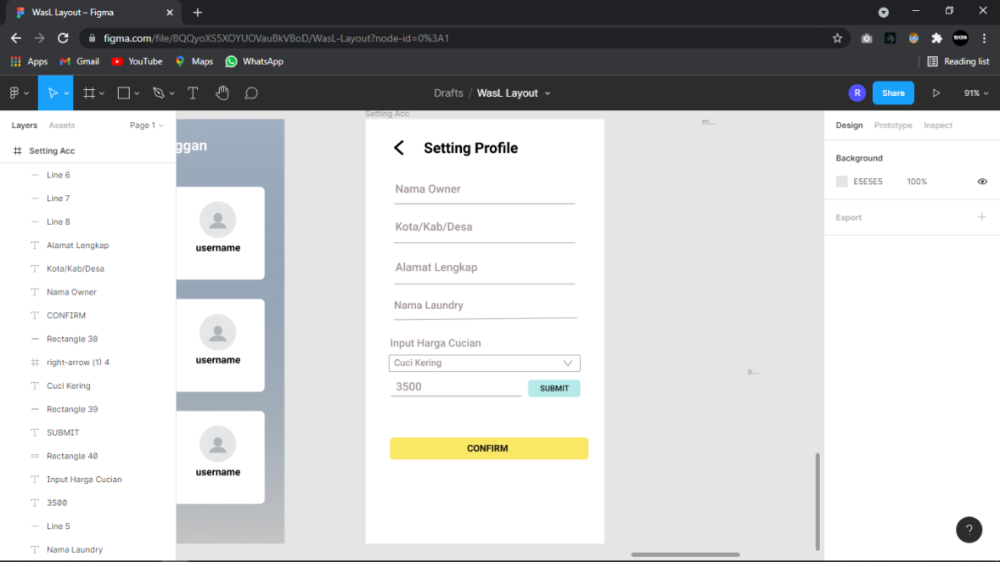 WasL Layout – Figma
figma.com/file/8QQyoXS5XOYUOVauBkVBoD/WasL-Layout?node-id=0%3A1
Apps
Gmail
YouTube
Maps
WhatsApp
Reading list
Drafts / WasL Layout
R
Share
91%
Layers
Assets
Page 1
Setting Acc
Line 6
Line 7
Line 8
Alamat Lengkap
Kota/Kab/Desa
Nama Owner
CONFIRM
Rectangle 38
right-arrow (1) 4
Cuci Kering
Rectangle 39
SUBMIT
Rectangle 40
Input Harga Cucian
3500
Line 5
Nama Laundry
ggan
username
username
username
Setting Acc
Setting Profile
Nama Owner
Kota/Kab/Desa
Alamat Lengkap
Nama Laundry
Input Harga Cucian
Cuci Kering
3500
SUBMIT
CONFIRM
m...
a...
Design
Prototype
Inspect
Background
E5E5E5
100%
Export
?